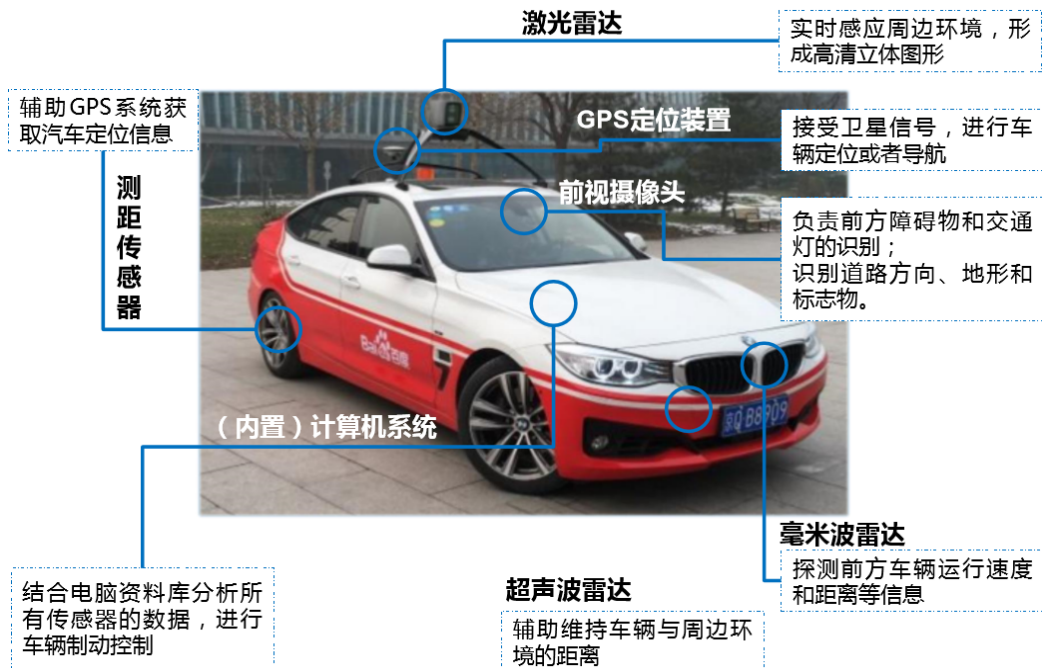 激光雷达
实时感应周边环境，形
成高清立体图形
辅助GPS系统获
取汽车定位信息
测
距
传
感
器
GPS定位装置
接受卫星信号，进行车
辆定位或者导航
前视摄像头
负责前方障碍物和交通
灯的识别；
识别道路方向、地形和
标志物。
Bai百度
京Q B8909
（内置）计算机系统
毫米波雷达
探测前方车辆运行速度
和距离等信息
结合电脑资料库分析所
有传感器的数据，进行
车辆制动控制
超声波雷达
辅助维持车辆与周边环
境的距离